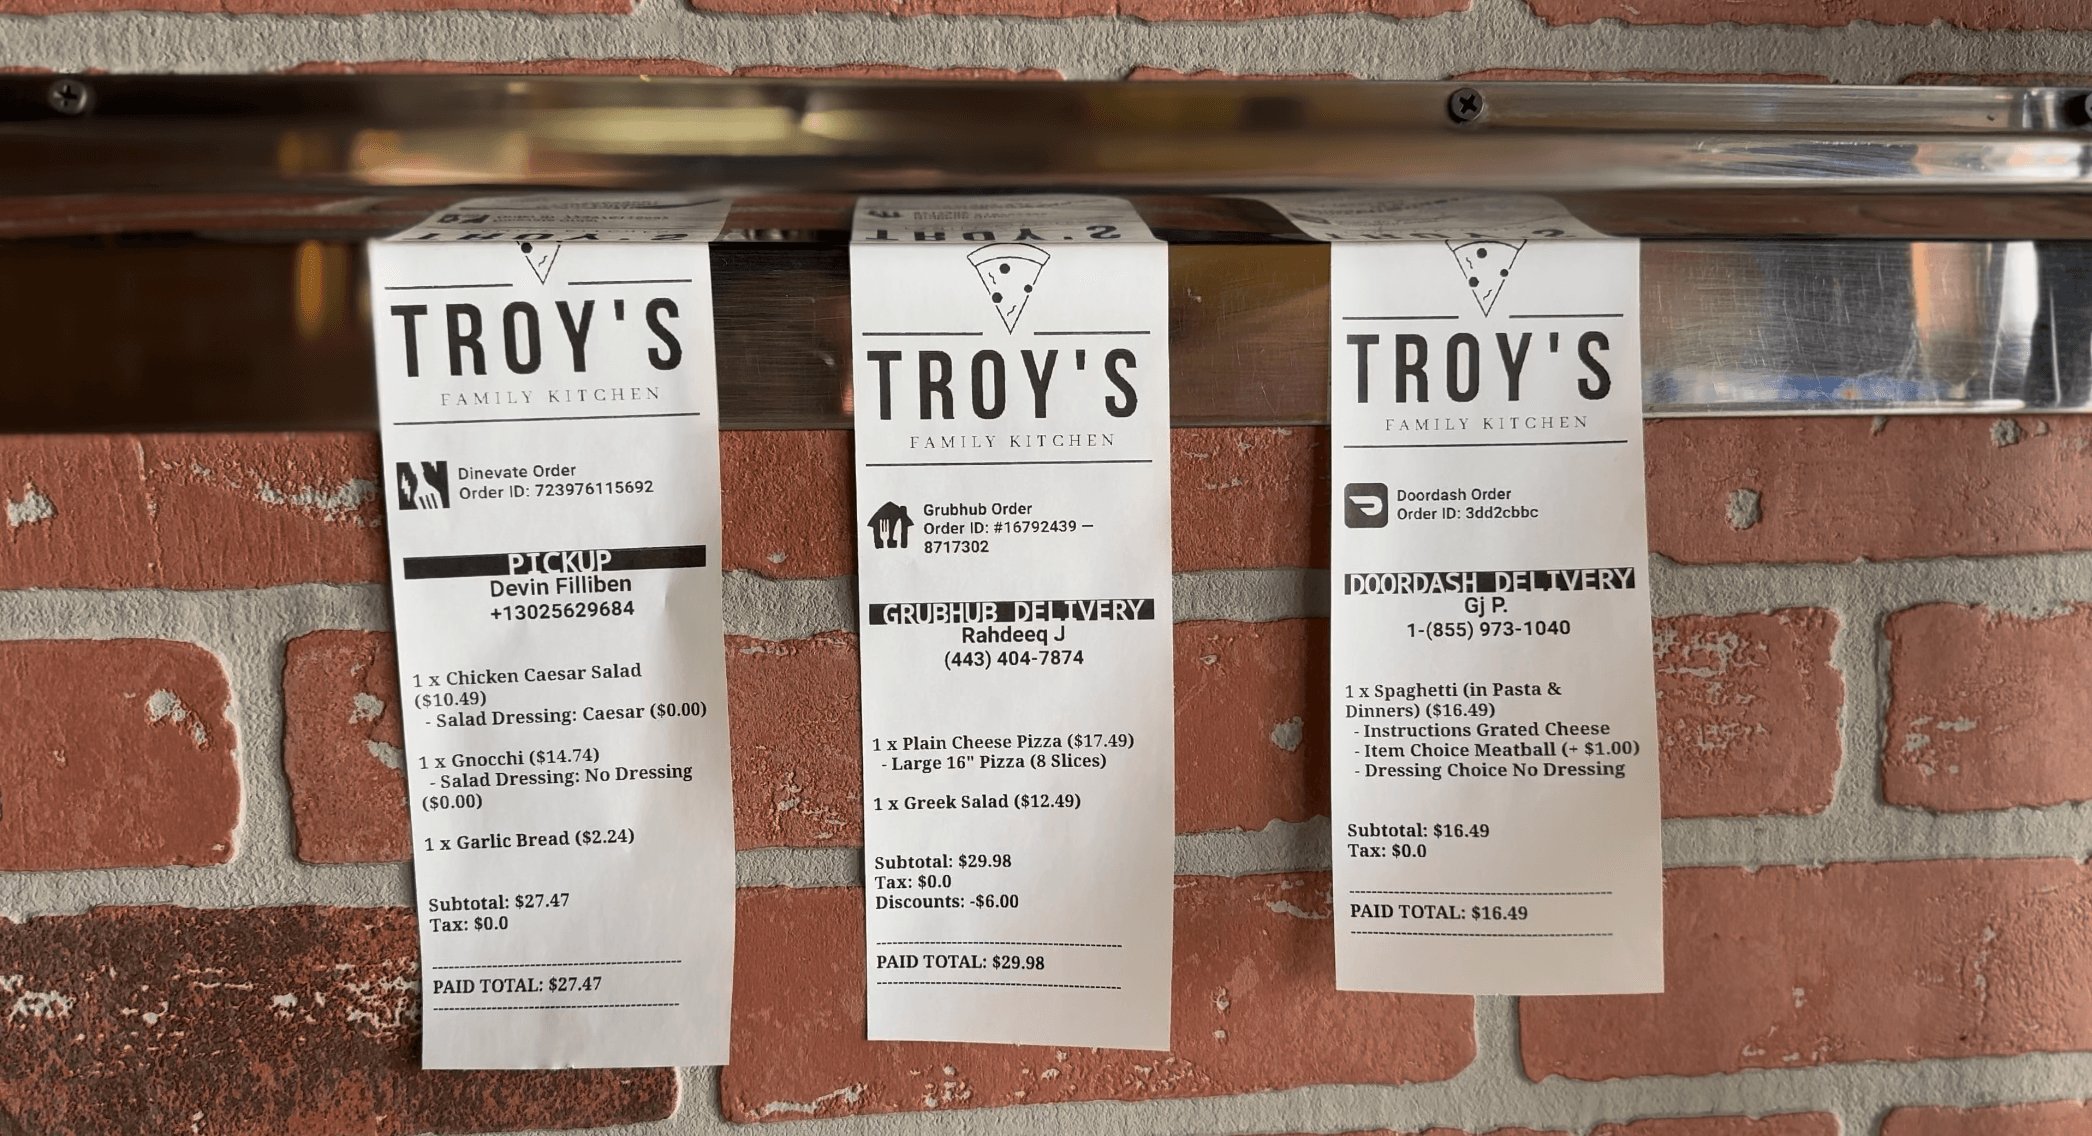 TROY'S
FAMILY KITCHEN
Dinevate Order
Order ID: 723976115692
PICKUP
Devin Filliben
+13025629684
1 x Chicken Caesar Salad
($10.49)
- Salad Dressing: Caesar ($0.00)
1 x Gnocchi ($14.74)
- Salad Dressing: No Dressing
($0.00)
1 x Garlic Bread ($2.24)
Subtotal: $27.47
Tax: $0.0
PAID TOTAL: $27.47
TROY'S
FAMILY KITCHEN
Grubhub Order
Order ID: #16792439 —
8717302
GRUBHUB DELIVERY
Rahdeeq J
(443) 404-7874
1 x Plain Cheese Pizza ($17.49)
- Large 16" Pizza (8 Slices)
1 x Greek Salad ($12.49)
Subtotal: $29.98
Tax: $0.0
Discounts: -$6.00
PAID TOTAL: $29.98
TROY'S
FAMILY KITCHEN
Doordash Order
Order ID: 3dd2cbbc
DOORDASH DELIVERY
Gj P.
1-(855) 973-1040
1 x Spaghetti (in Pasta &
Dinners) ($16.49)
- Instructions Grated Cheese
- Item Choice Meatball (+ $1.00)
- Dressing Choice No Dressing
Subtotal: $16.49
Tax: $0.0
PAID TOTAL: $16.49